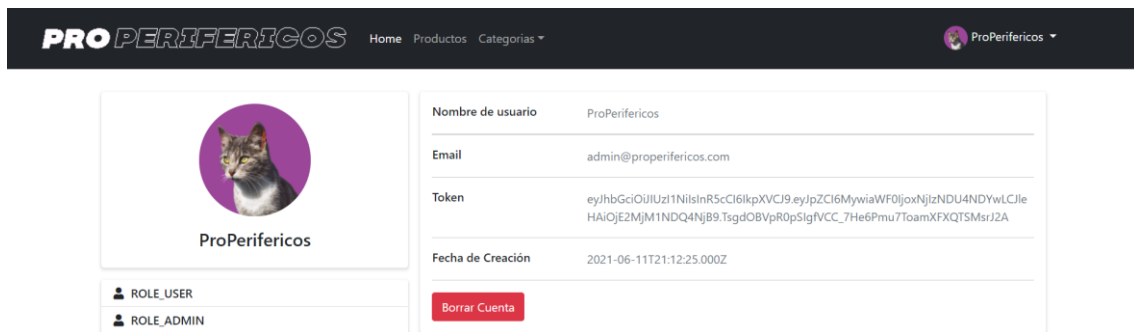 PRO PERIFERICOS Home Productos Categorias ProPerifericos
ProPerifericos
ROLE_USER
ROLE_ADMIN
Nombre de usuario ProPerifericos
Email admin@properifericos.com
Token eyJhbGciOiJIUzI1NiIsInR5cCI6IkpXVCJ9.eyJpZCI6MywiaWF0IjoxNjIzNDU4NDYwLCJle
HAiOjE2MjM1NDQ4NjB9.TsgdOBVpR0pSlgfVCC_7He6Pmu7ToamXFXQTSMsrJ2A
Fecha de Creación 2021-06-11T21:12:25.000Z
Borrar Cuenta